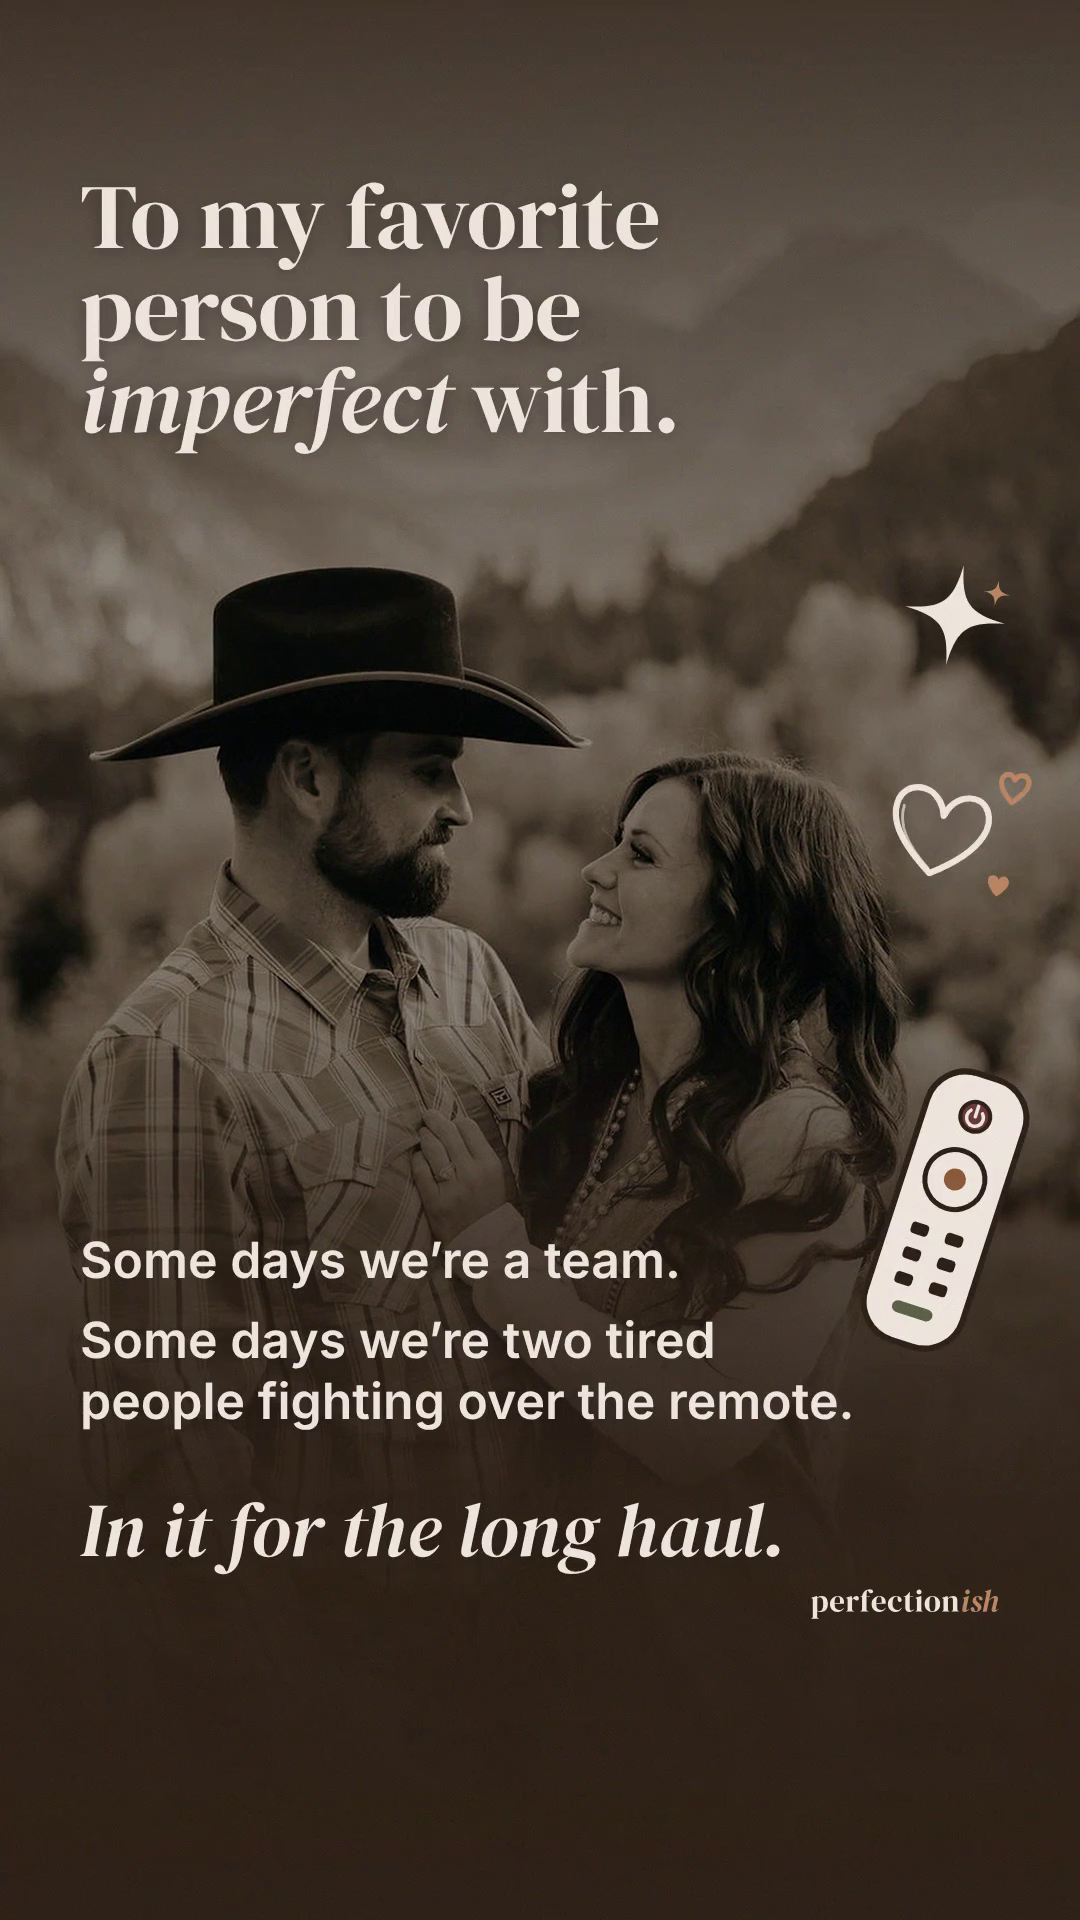 To my favorite
person to be
imperfect with.
Some days we’re a team.
Some days we’re two tired
people fighting over the remote.
In it for the long haul.
perfectionish